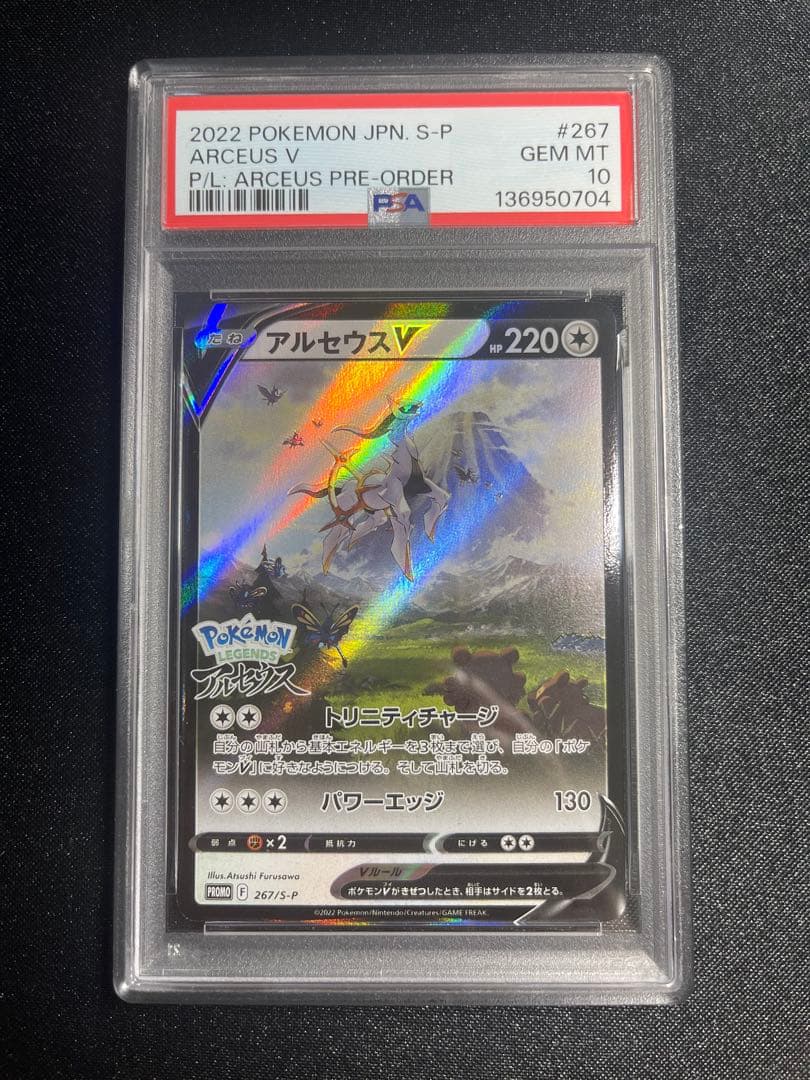 2022 POKEMON JPN. S-P #267
ARCEUS V GEM MT
P/L: ARCEUS PRE-ORDER 10
PSA 136950704
たね アルセウスV HP 220
Pokémon
LEGENDS
アルセウス
トリニティチャージ
自分の山札から基本エネルギーを3枚まで選び、自分の「ポケ
モンV」に好きなようにつける。そして山札を切る。
パワーエッジ 130
弱点 ×2 抵抗力 にげる
Illus.Atsushi Furusawa
Vルール
PROMO F 267/S-P
ポケモンVがきぜつしたとき、相手はサイドを2枚とる。
©2022 Pokémon/Nintendo/Creatures/GAME FREAK.